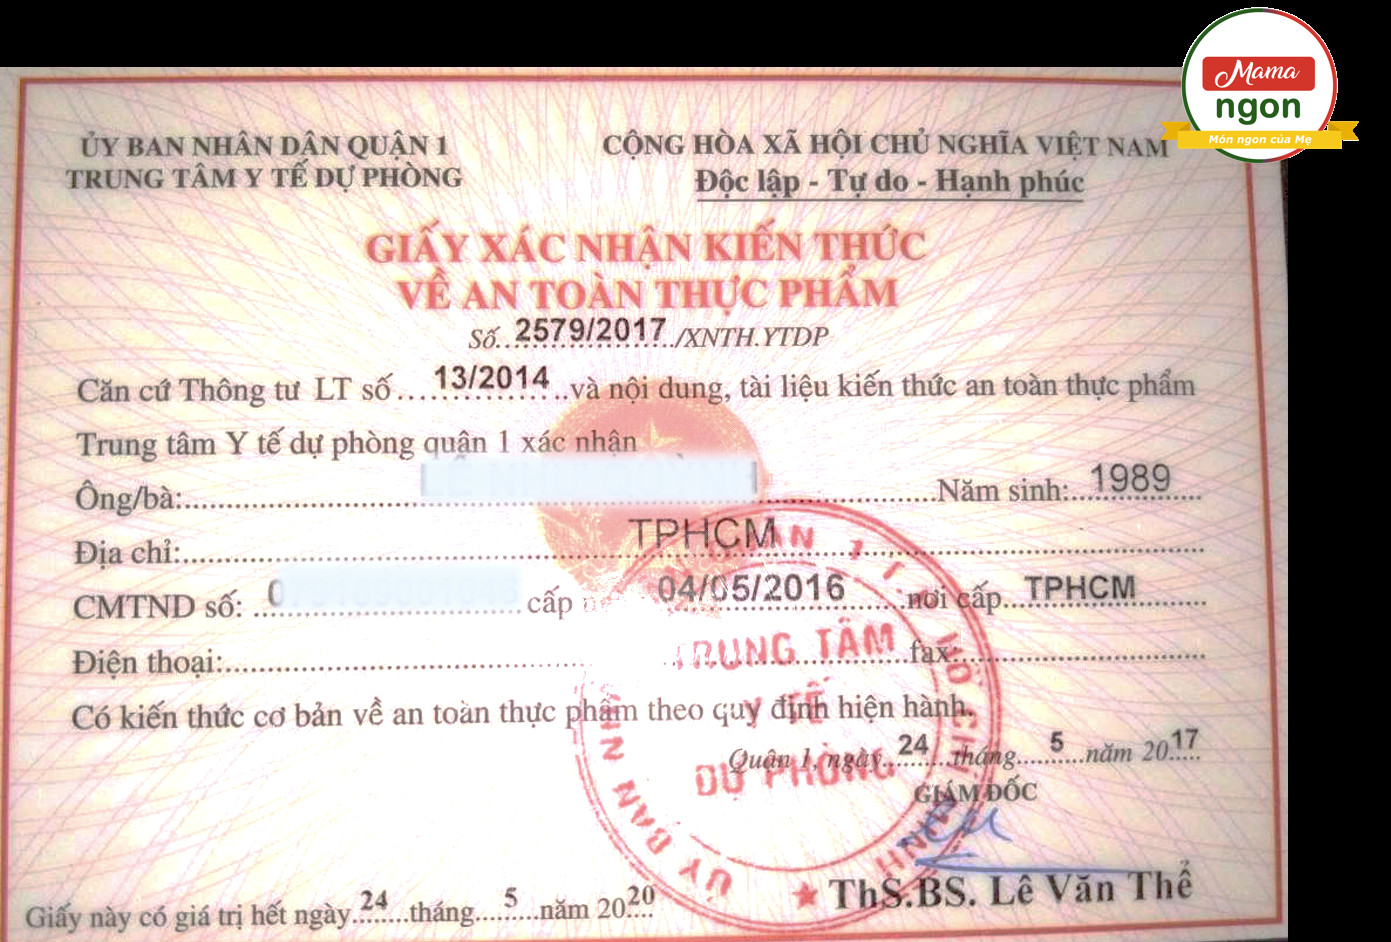 Mama
ngon
Món ngon của Mẹ
ỦY BAN NHÂN DÂN QUẬN 1
TRUNG TÂM Y TẾ DỰ PHÒNG
CỘNG HÒA XÃ HỘI CHỦ NGHĨA VIỆT NAM
Độc lập - Tự do - Hạnh phúc
GIẤY XÁC NHẬN KIẾN THỨC
VỀ AN TOÀN THỰC PHẨM
Số..2579/2017./XNTH.YTDP
Căn cứ Thông tư LT số...13/2014..và nội dung, tài liệu kiến thức an toàn thực phẩm
Trung tâm Y tế dự phòng quận 1 xác nhận
Ông/bà:.....Năm sinh:...1989
Địa chỉ:.....TPHCM.....
CMTND số: ..... cấp 04/05/2016.....nơi cấp...TPHCM.....
Điện thoại:.....fax:.....
Có kiến thức cơ bản về an toàn thực phẩm theo quy định hiện hành.
Quận 1, ngày..24..tháng..5..năm 2017
GIÁM ĐỐC
ThS.BS. Lê Văn Thể
TRUNG TÂM
Y TẾ
DỰ PHÒNG
Giấy này có giá trị hết ngày..24..tháng..5..năm 2020